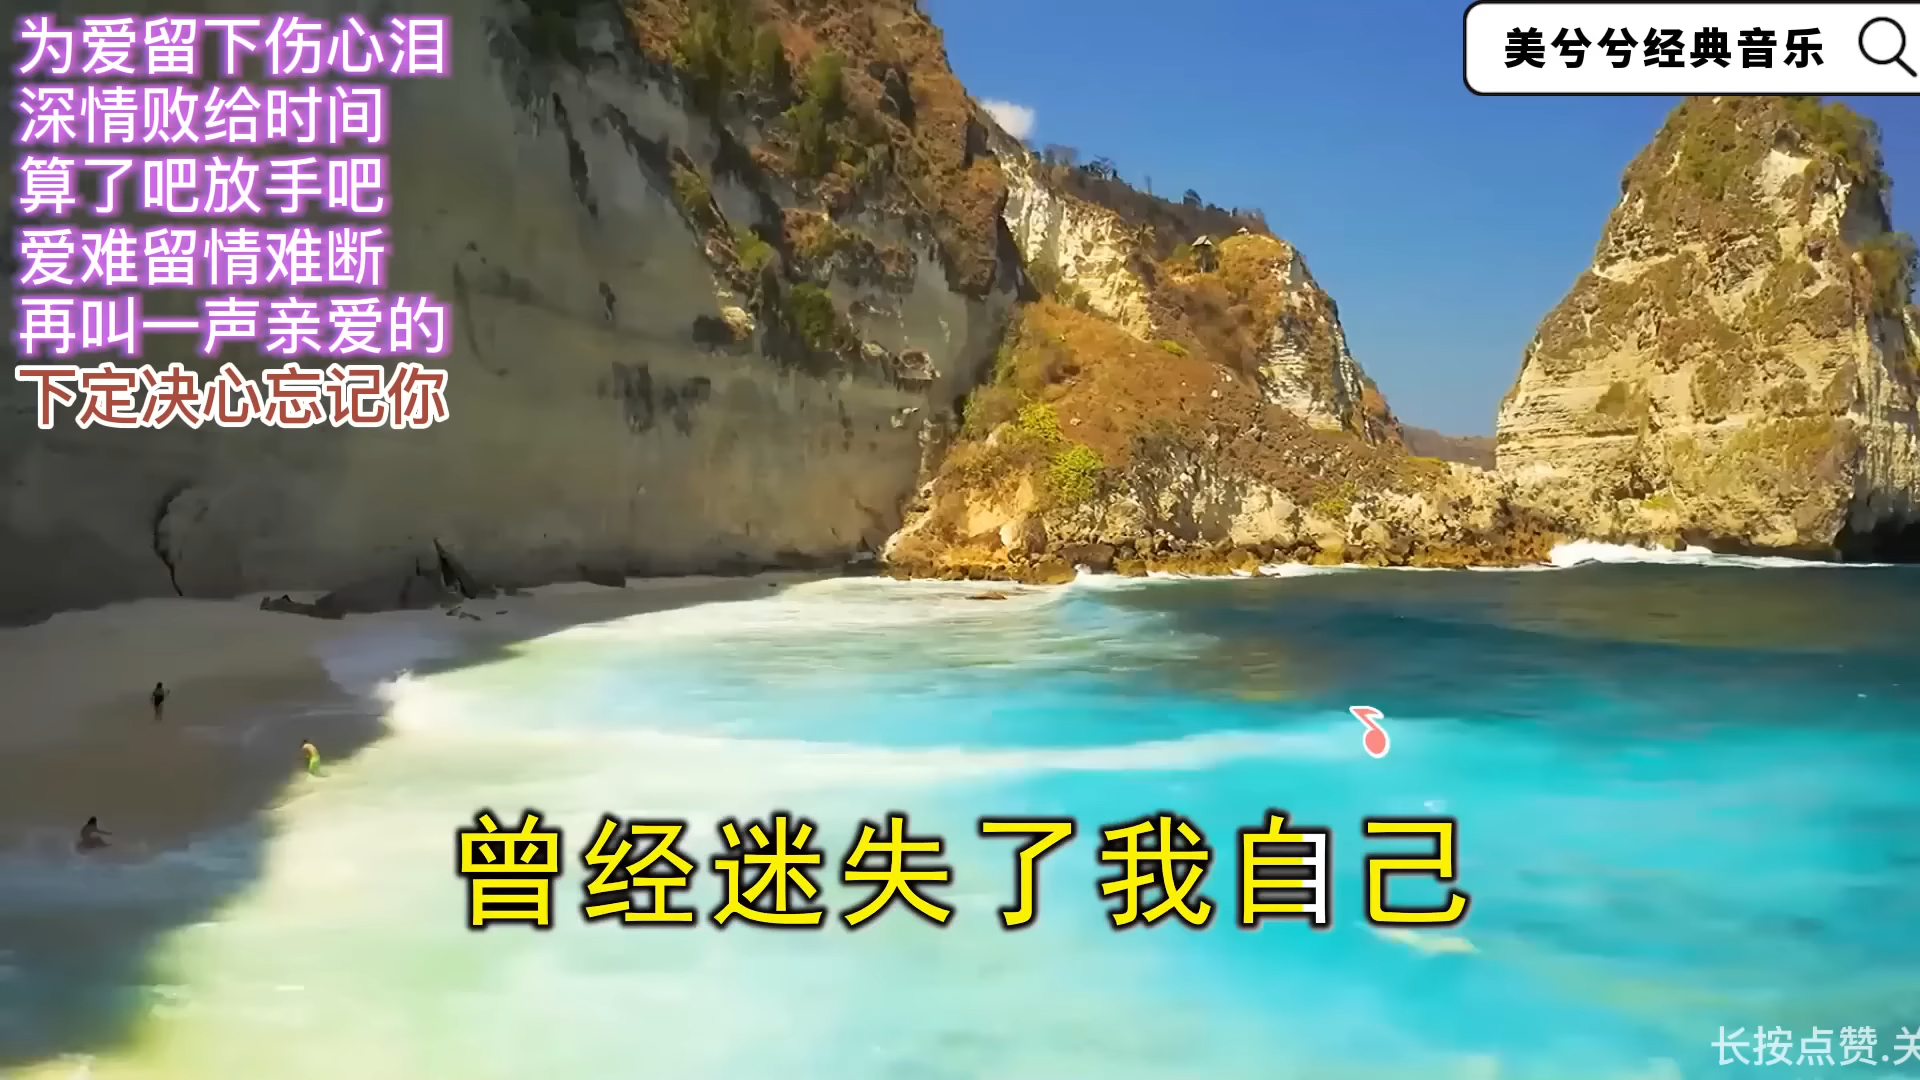 为爱留下伤心泪
深情败给时间
算了吧放手吧
爱难留情难断
再叫一声亲爱的
下定决心忘记你
美兮兮经典音乐
曾经迷失了我自己
长按点赞.关